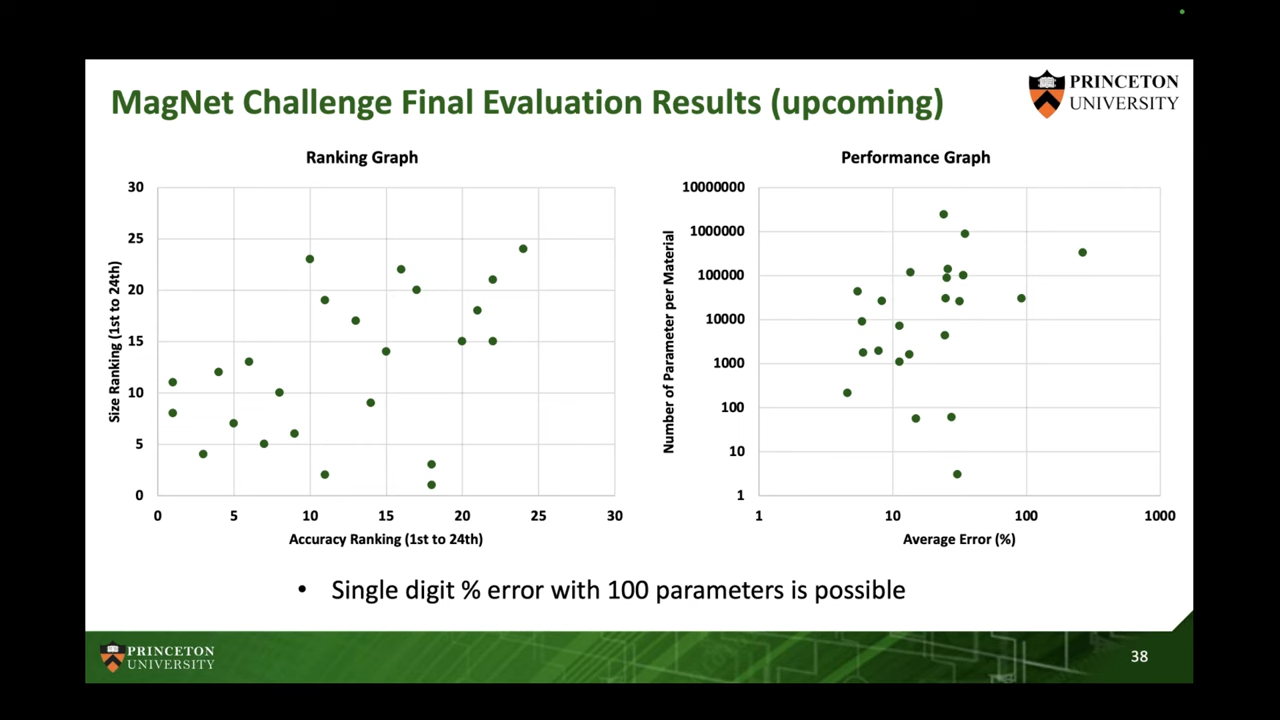 MagNet Challenge Final Evaluation Results (upcoming)
PRINCETON
UNIVERSITY
Ranking Graph
30
25
20
15
10
5
0
Size Ranking (1st to 24th)
0 5 10 15 20 25 30
Accuracy Ranking (1st to 24th)
Performance Graph
10000000
1000000
100000
10000
1000
100
10
1
Number of Parameter per Material
1 10 100 1000
Average Error (%)
• Single digit % error with 100 parameters is possible
PRINCETON
UNIVERSITY
38